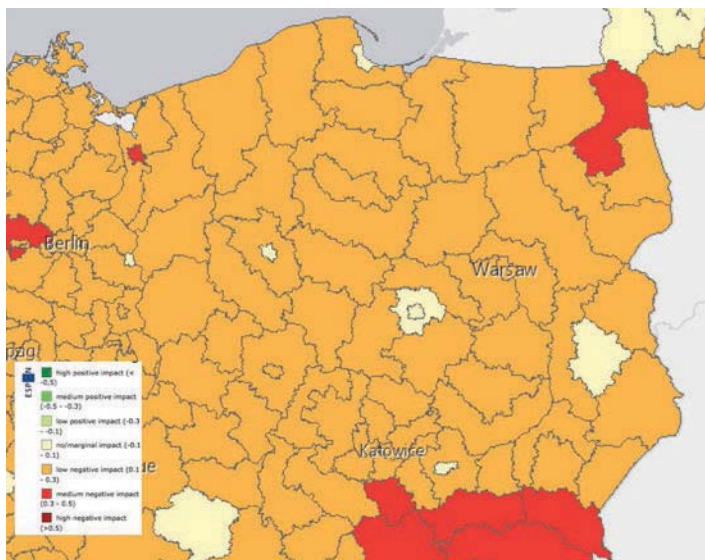 Berlin
Warsaw
Katowice
ESPON
high positive impact (<
-0,5)
medium positive impact
(-0.5 - -0.3)
low positive impact (-0.3
- -0.1)
no/marginal impact (-0.1
- 0.1)
low negative impact (0.1
- 0.3)
medium negative impact
(0.3 - 0.5)
high negative impact
(>0.5)